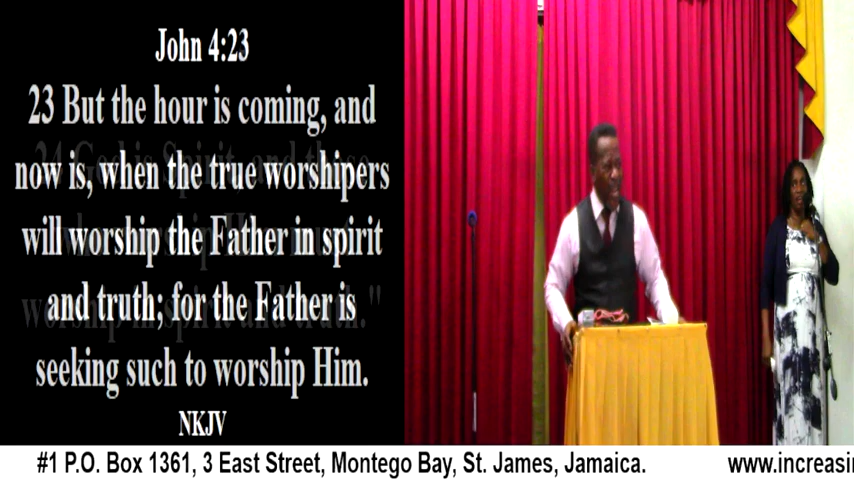 John 4:23
23 But the hour is coming, and
now is, when the true worshipers
will worship the Father in spirit
and truth; for the Father is
seeking such to worship Him.
NKJV
#1 P.O. Box 1361, 3 East Street, Montego Bay, St. James, Jamaica. www.increasi